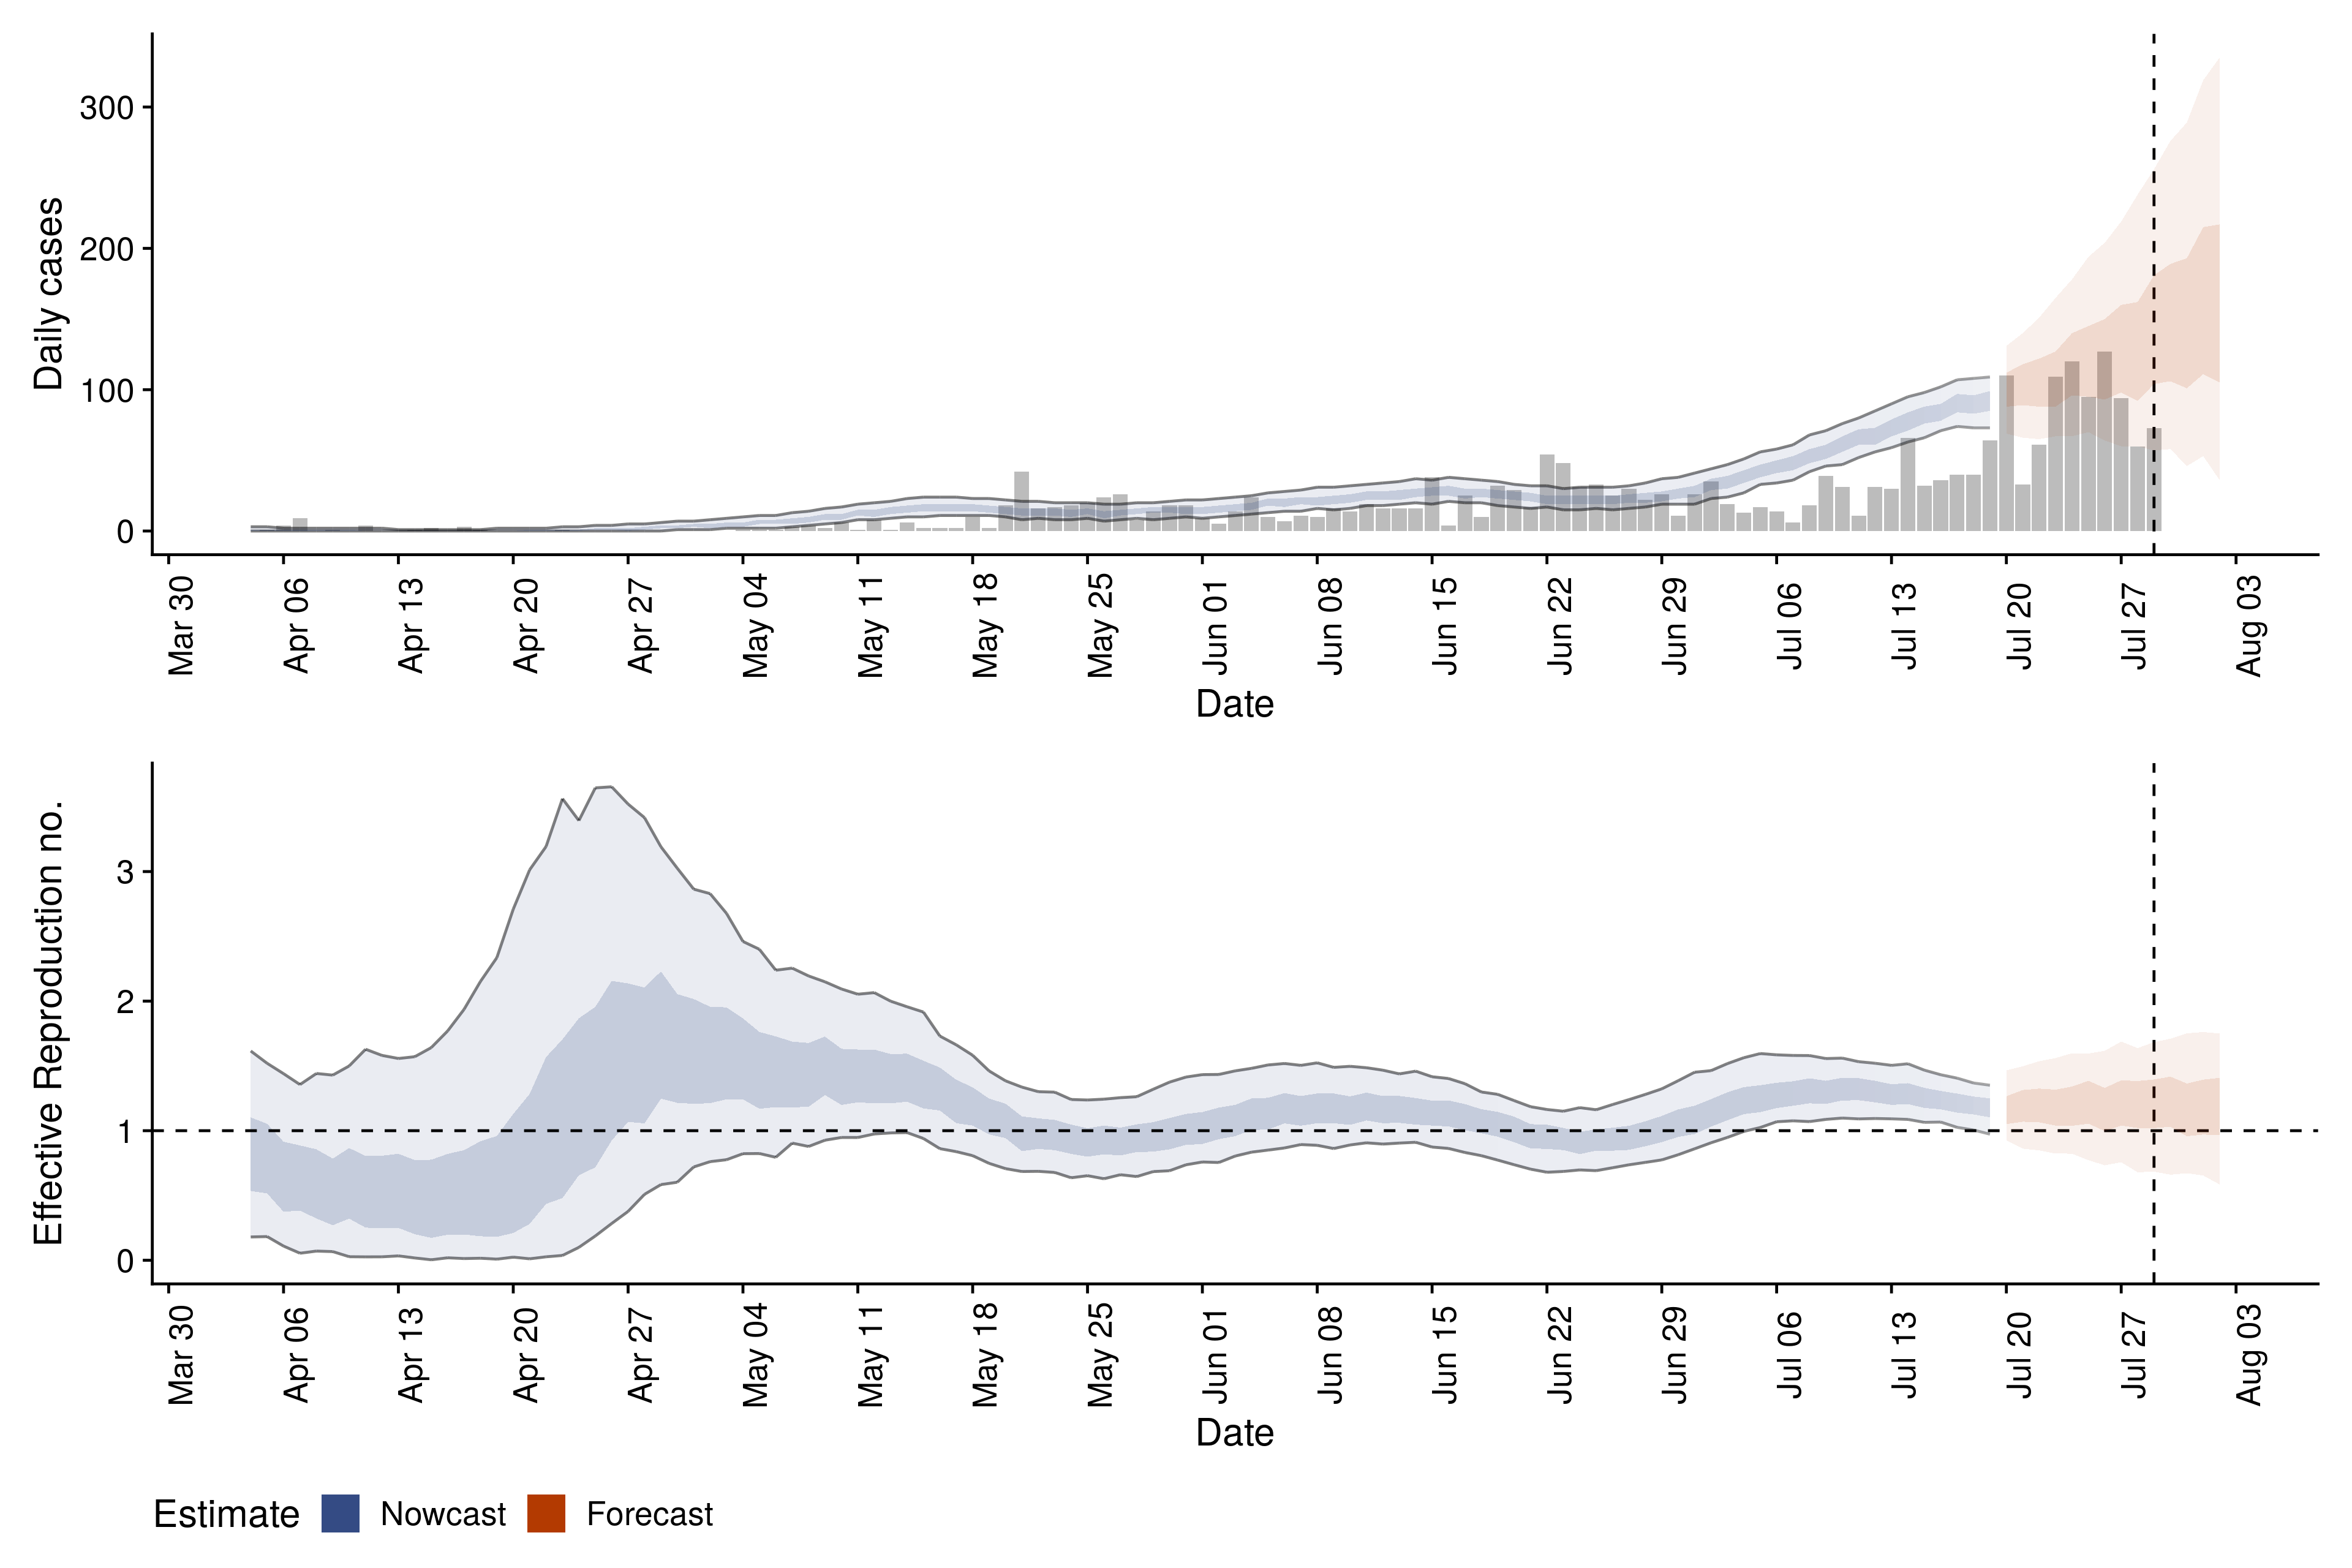 Daily cases
300
200
100
0
Mar 30 Apr 06 Apr 13 Apr 20 Apr 27 May 04 May 11 May 18 May 25 Jun 01 Jun 08 Jun 15 Jun 22 Jun 29 Jul 06 Jul 13 Jul 20 Jul 27 Aug 03
Date
Effective Reproduction no.
3
2
1
0
Mar 30 Apr 06 Apr 13 Apr 20 Apr 27 May 04 May 11 May 18 May 25 Jun 01 Jun 08 Jun 15 Jun 22 Jun 29 Jul 06 Jul 13 Jul 20 Jul 27 Aug 03
Date
Estimate Nowcast Forecast